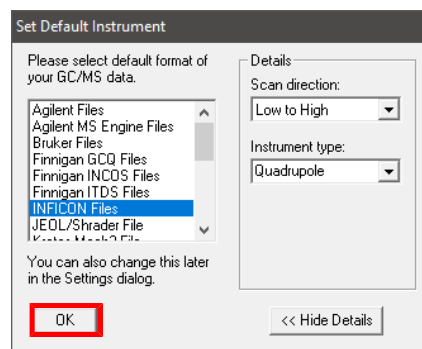 Set Default Instrument
Please select default format of
your GC/MS data.
Agilent Files
Agilent MS Engine Files
Bruker Files
Finnigan GCQ Files
Finnigan INCOS Files
Finnigan ITDS Files
INFICON Files
JEOL/Shrader File
You can also change this later
in the Settings dialog.
OK
Details
Scan direction:
Low to High
Instrument type:
Quadrupole
<< Hide Details